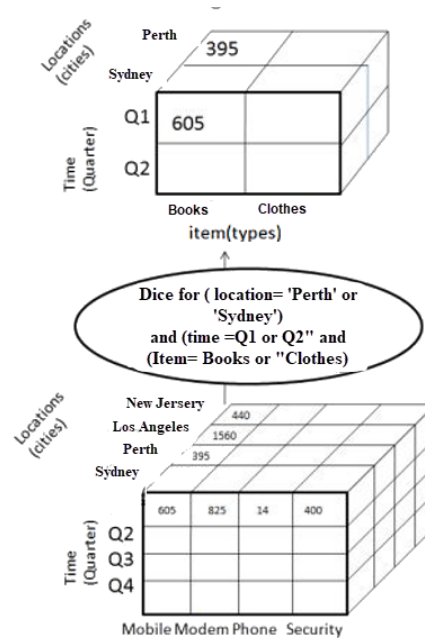 Locations
(cities)
Perth
395
Sydney
Q1
605
Q2
Time
(Quarter)
Books Clothes
item(types)
Dice for ( location= 'Perth' or
'Sydney')
and (time =Q1 or Q2" and
(Item= Books or "Clothes)
Locations
(cities)
New Jersery
440
Los Angeles
1560
Perth
395
Sydney
605 825 14 400
Q2
Q3
Q4
Time
(Quarter)
Mobile Modem Phone Security